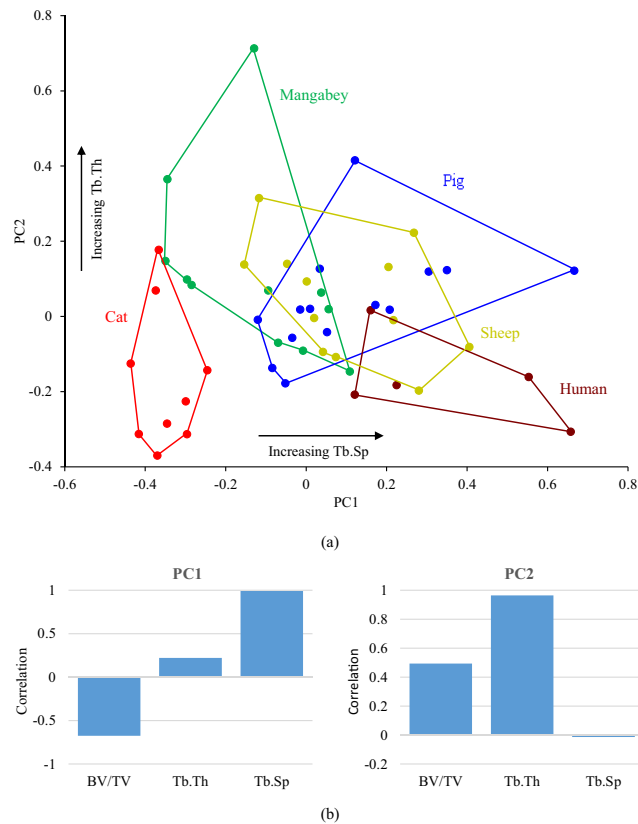 0.8
0.6
0.4
0.2
0
-0.2
-0.4
PC2
Increasing Tb.Th
Mangabey
Pig
Cat
Sheep
Human
Increasing Tb.Sp
-0.6 -0.4 -0.2 0 0.2 0.4 0.6 0.8
PC1
(a)
PC1
1
0.5
0
-0.5
-1
Correlation
BV/TV Tb.Th Tb.Sp
PC2
1
0.8
0.6
0.4
0.2
0
-0.2
Correlation
BV/TV Tb.Th Tb.Sp
(b)